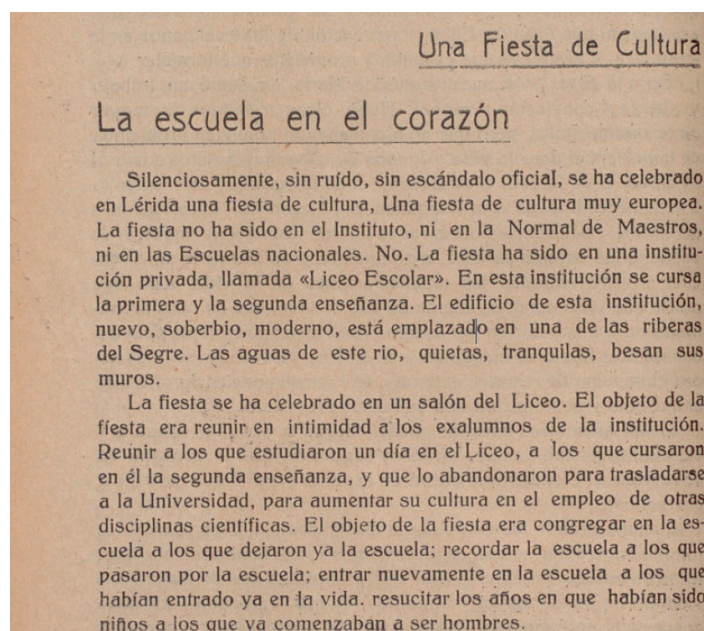 Una Fiesta de Cultura
La escuela en el corazón
Silenciosamente, sin ruído, sin escándalo oficial, se ha celebrado
en Lérida una fiesta de cultura, Una fiesta de cultura muy europea.
La fiesta no ha sido en el Instituto, ni en la Normal de Maestros,
ni en las Escuelas nacionales. No. La fiesta ha sido en una institu-
ción privada, llamada «Liceo Escolar». En esta institución se cursa
la primera y la segunda enseñanza. El edificio de esta institución,
nuevo, soberbio, moderno, está emplazado en una de las riberas
del Segre. Las aguas de este rio, quietas, tranquilas, besan sus
muros.
La fiesta se ha celebrado en un salón del Liceo. El objeto de la
fiesta era reunir en intimidad a los exalumnos de la institución.
Reunir a los que estudiaron un día en el Liceo, a los que cursaron
en él la segunda enseñanza, y que lo abandonaron para trasladarse
a la Universidad, para aumentar su cultura en el empleo de otras
disciplinas científicas. El objeto de la fiesta era congregar en la es-
cuela a los que dejaron ya la escuela; recordar la escuela a los que
pasaron por la escuela; entrar nuevamente en la escuela a los que
habían entrado ya en la vida. resucitar los años en que habían sido
niños a los que ya comenzaban a ser hombres.